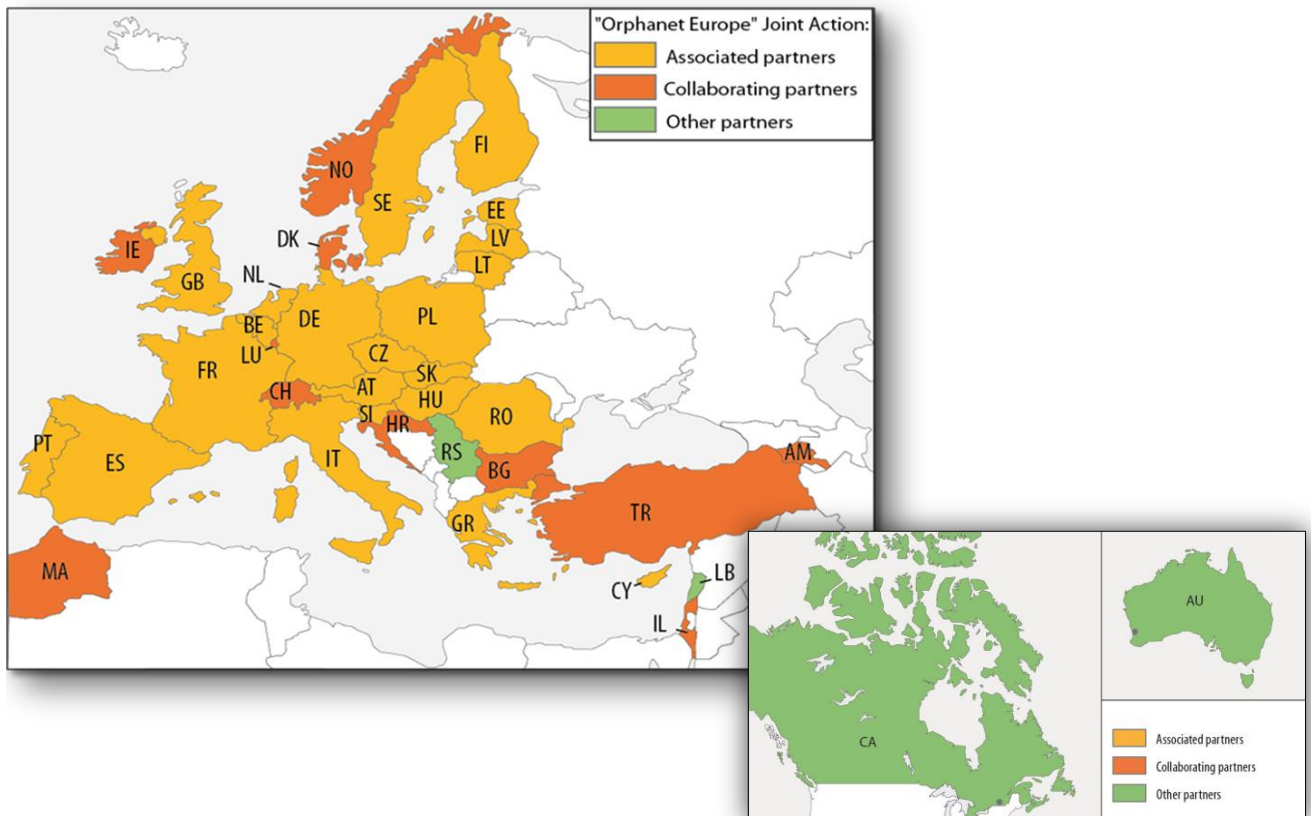 "Orphanet Europe" Joint Action:
Associated partners
Collaborating partners
Other partners
FI
NO
SE
EE
IE
DK
LV
LT
GB
NL
BE
DE
PL
LU
CZ
FR
SK
CH
AT
HU
SI
HR
RO
PT
ES
IT
RS
BG
AM
GR
TR
MA
CY
LB
IL
AU
CA
Associated partners
Collaborating partners
Other partners